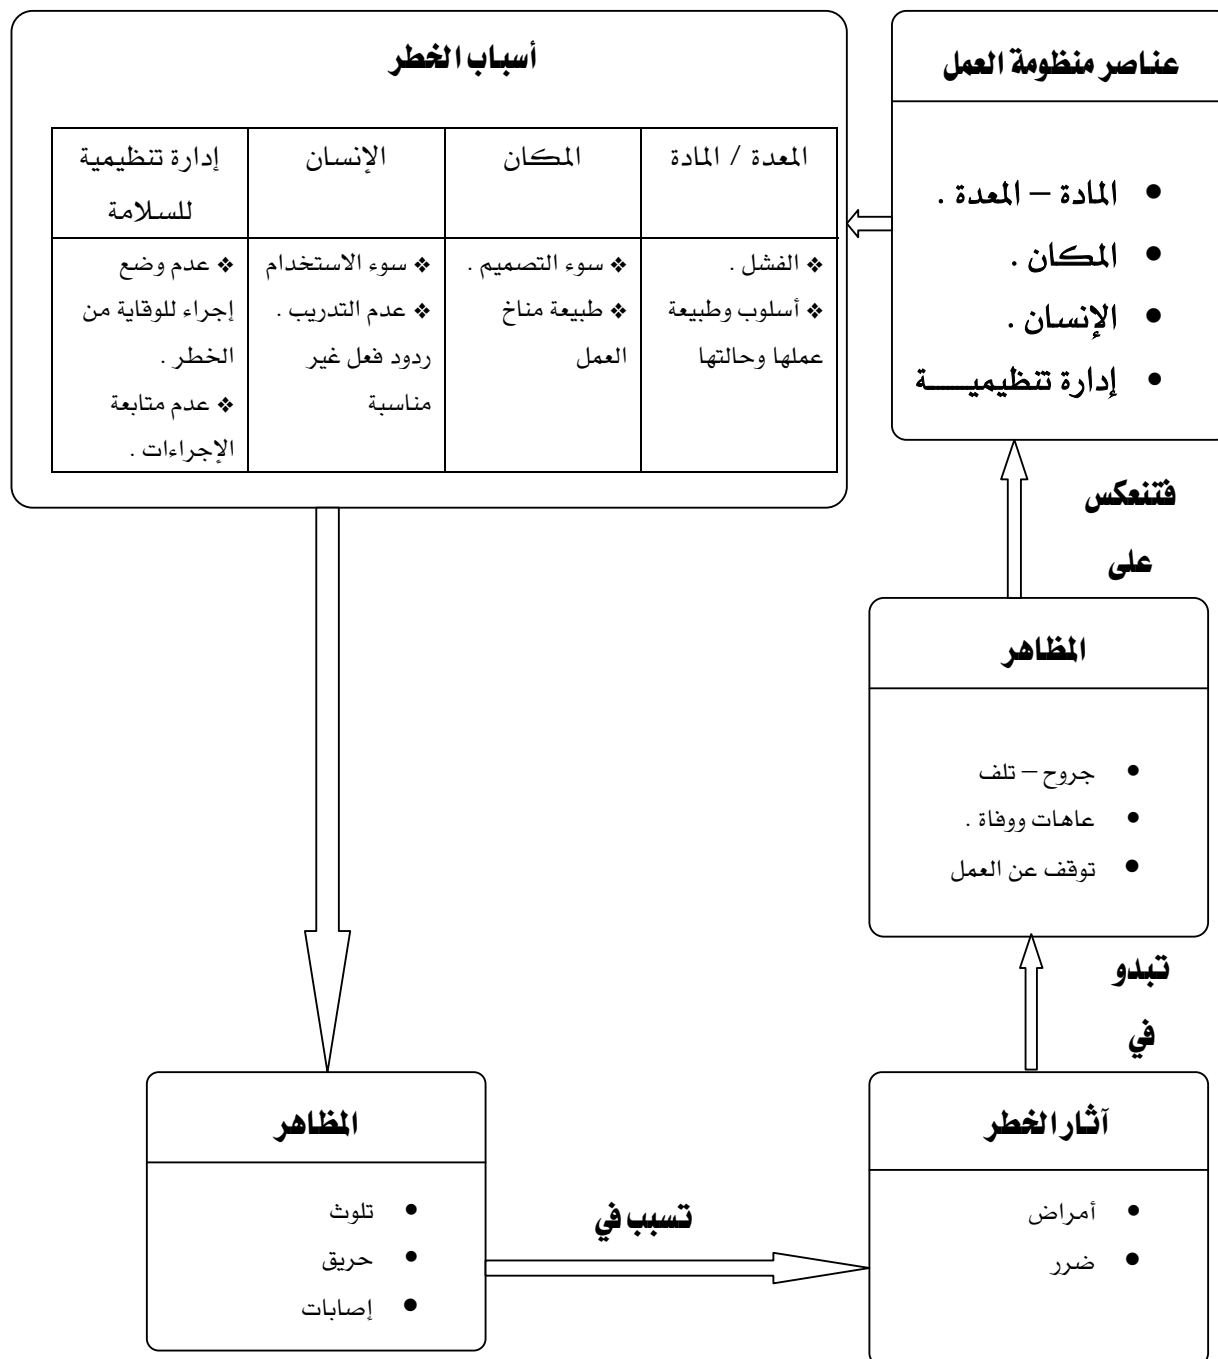 عناصر منظومة العمل
• المادة – المعدة .
• المكان .
• الإنسان .
• إدارة تنظيميـــــة
أسباب الخطر
المعدة / المادة
المكان
الإنسان
إدارة تنظيمية
للسلامة
❖ الفشل .
❖ أسلوب وطبيعة
عملها وحالتها
❖ سوء التصميم .
❖ طبيعة مناخ
العمل
❖ سوء الاستخدام
❖ عدم التدريب .
ردود فعل غير
مناسبة
❖ عدم وضع
إجراء للوقاية من
الخطر .
❖ عدم متابعة
الإجراءات .
المظاهر
• تلوث
• حريق
• إصابات
تسبب في
آثار الخطر
• أمراض
• ضرر
تبدو
في
المظاهر
• جروح – تلف
• عاهات ووفاة .
• توقف عن العمل
فتنعكس
على